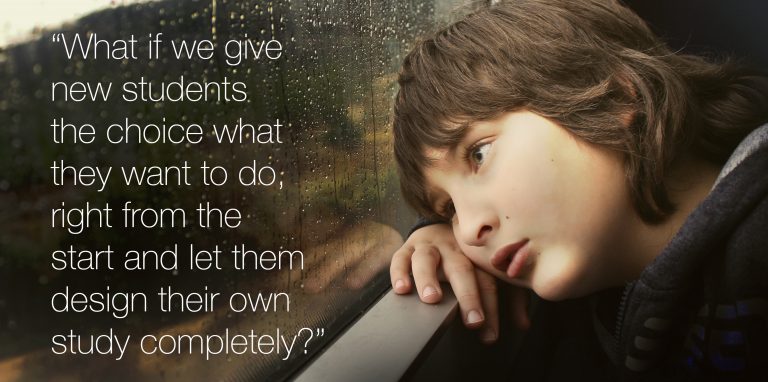 “What if we give
new students
the choice what
they want to do,
right from the
start and let them
design their own
study completely?”